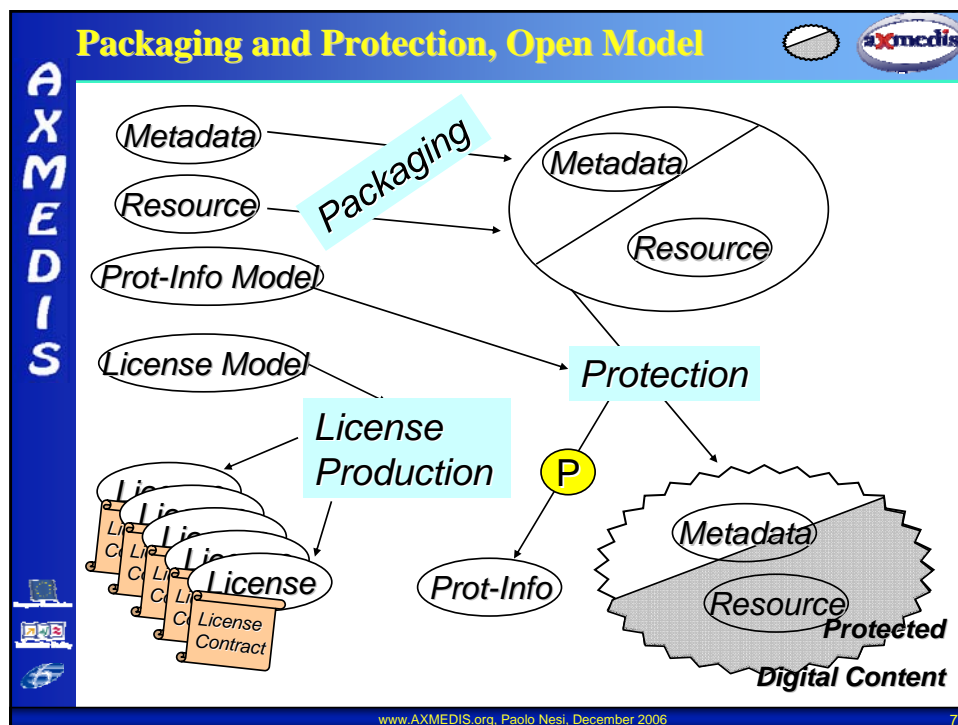 Packaging and Protection, Open Model
axmedis
AXMEDIS
Metadata
Resource
Packaging
Metadata
Resource
Prot-Info Model
License Model
Protection
License
Production
P
Prot-Info
License
License
Contract
Metadata
Resource
Protected
Digital Content
www.AXMEDIS.org, Paolo Nesi, December 2006
7